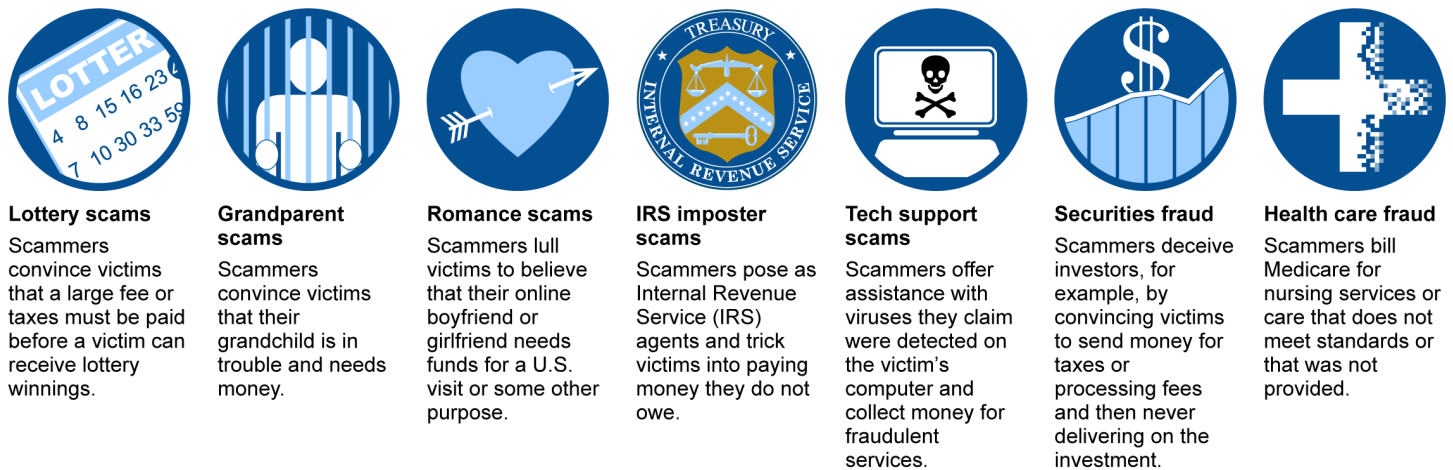 LOTTER
4 8 15 16 23
7 10 30 33 59
TREASURY
INTERNAL REVENUE SERVICE
$
Lottery scams
Scammers
convince victims
that a large fee or
taxes must be paid
before a victim can
receive lottery
winnings.
Grandparent
scams
Scammers
convince victims
that their
grandchild is in
trouble and needs
money.
Romance scams
Scammers lull
victims to believe
that their online
boyfriend or
girlfriend needs
funds for a U.S.
visit or some other
purpose.
IRS imposter
scams
Scammers pose as
Internal Revenue
Service (IRS)
agents and trick
victims into paying
money they do not
owe.
Tech support
scams
Scammers offer
assistance with
viruses they claim
were detected on
the victim’s
computer and
collect money for
fraudulent
services.
Securities fraud
Scammers deceive
investors, for
example, by
convincing victims
to send money for
taxes or
processing fees
and then never
delivering on the
investment.
Health care fraud
Scammers bill
Medicare for
nursing services or
care that does not
meet standards or
that was not
provided.